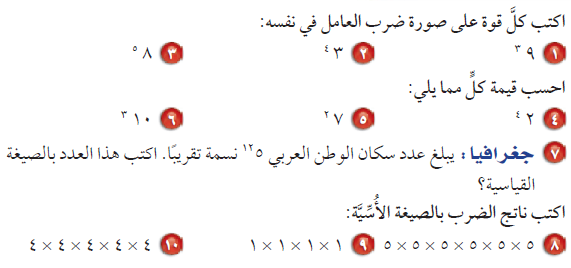 اكتب كلَّ قوة على صورة ضرب العامل في نفسه:
١ ٩^٣ ٢ ٣^٤ ٣ ٨^٥
احسب قيمة كلٍّ مما يلي:
٤ ٢^٤ ٥ ٧^٢ ٦ ١٠^٣
٧ جغرافيا: يبلغ عدد سكان الوطن العربي ٥^١٢ نسمة تقريبًا. اكتب هذا العدد بالصيغة
القياسية؟
اكتب ناتج الضرب بالصيغة الأُسِّيَّة:
٨ ٥ × ٥ × ٥ × ٥ × ٥ × ٥ ٩ ١ × ١ × ١ × ١ ١٠ ٤ × ٤ × ٤ × ٤ × ٤